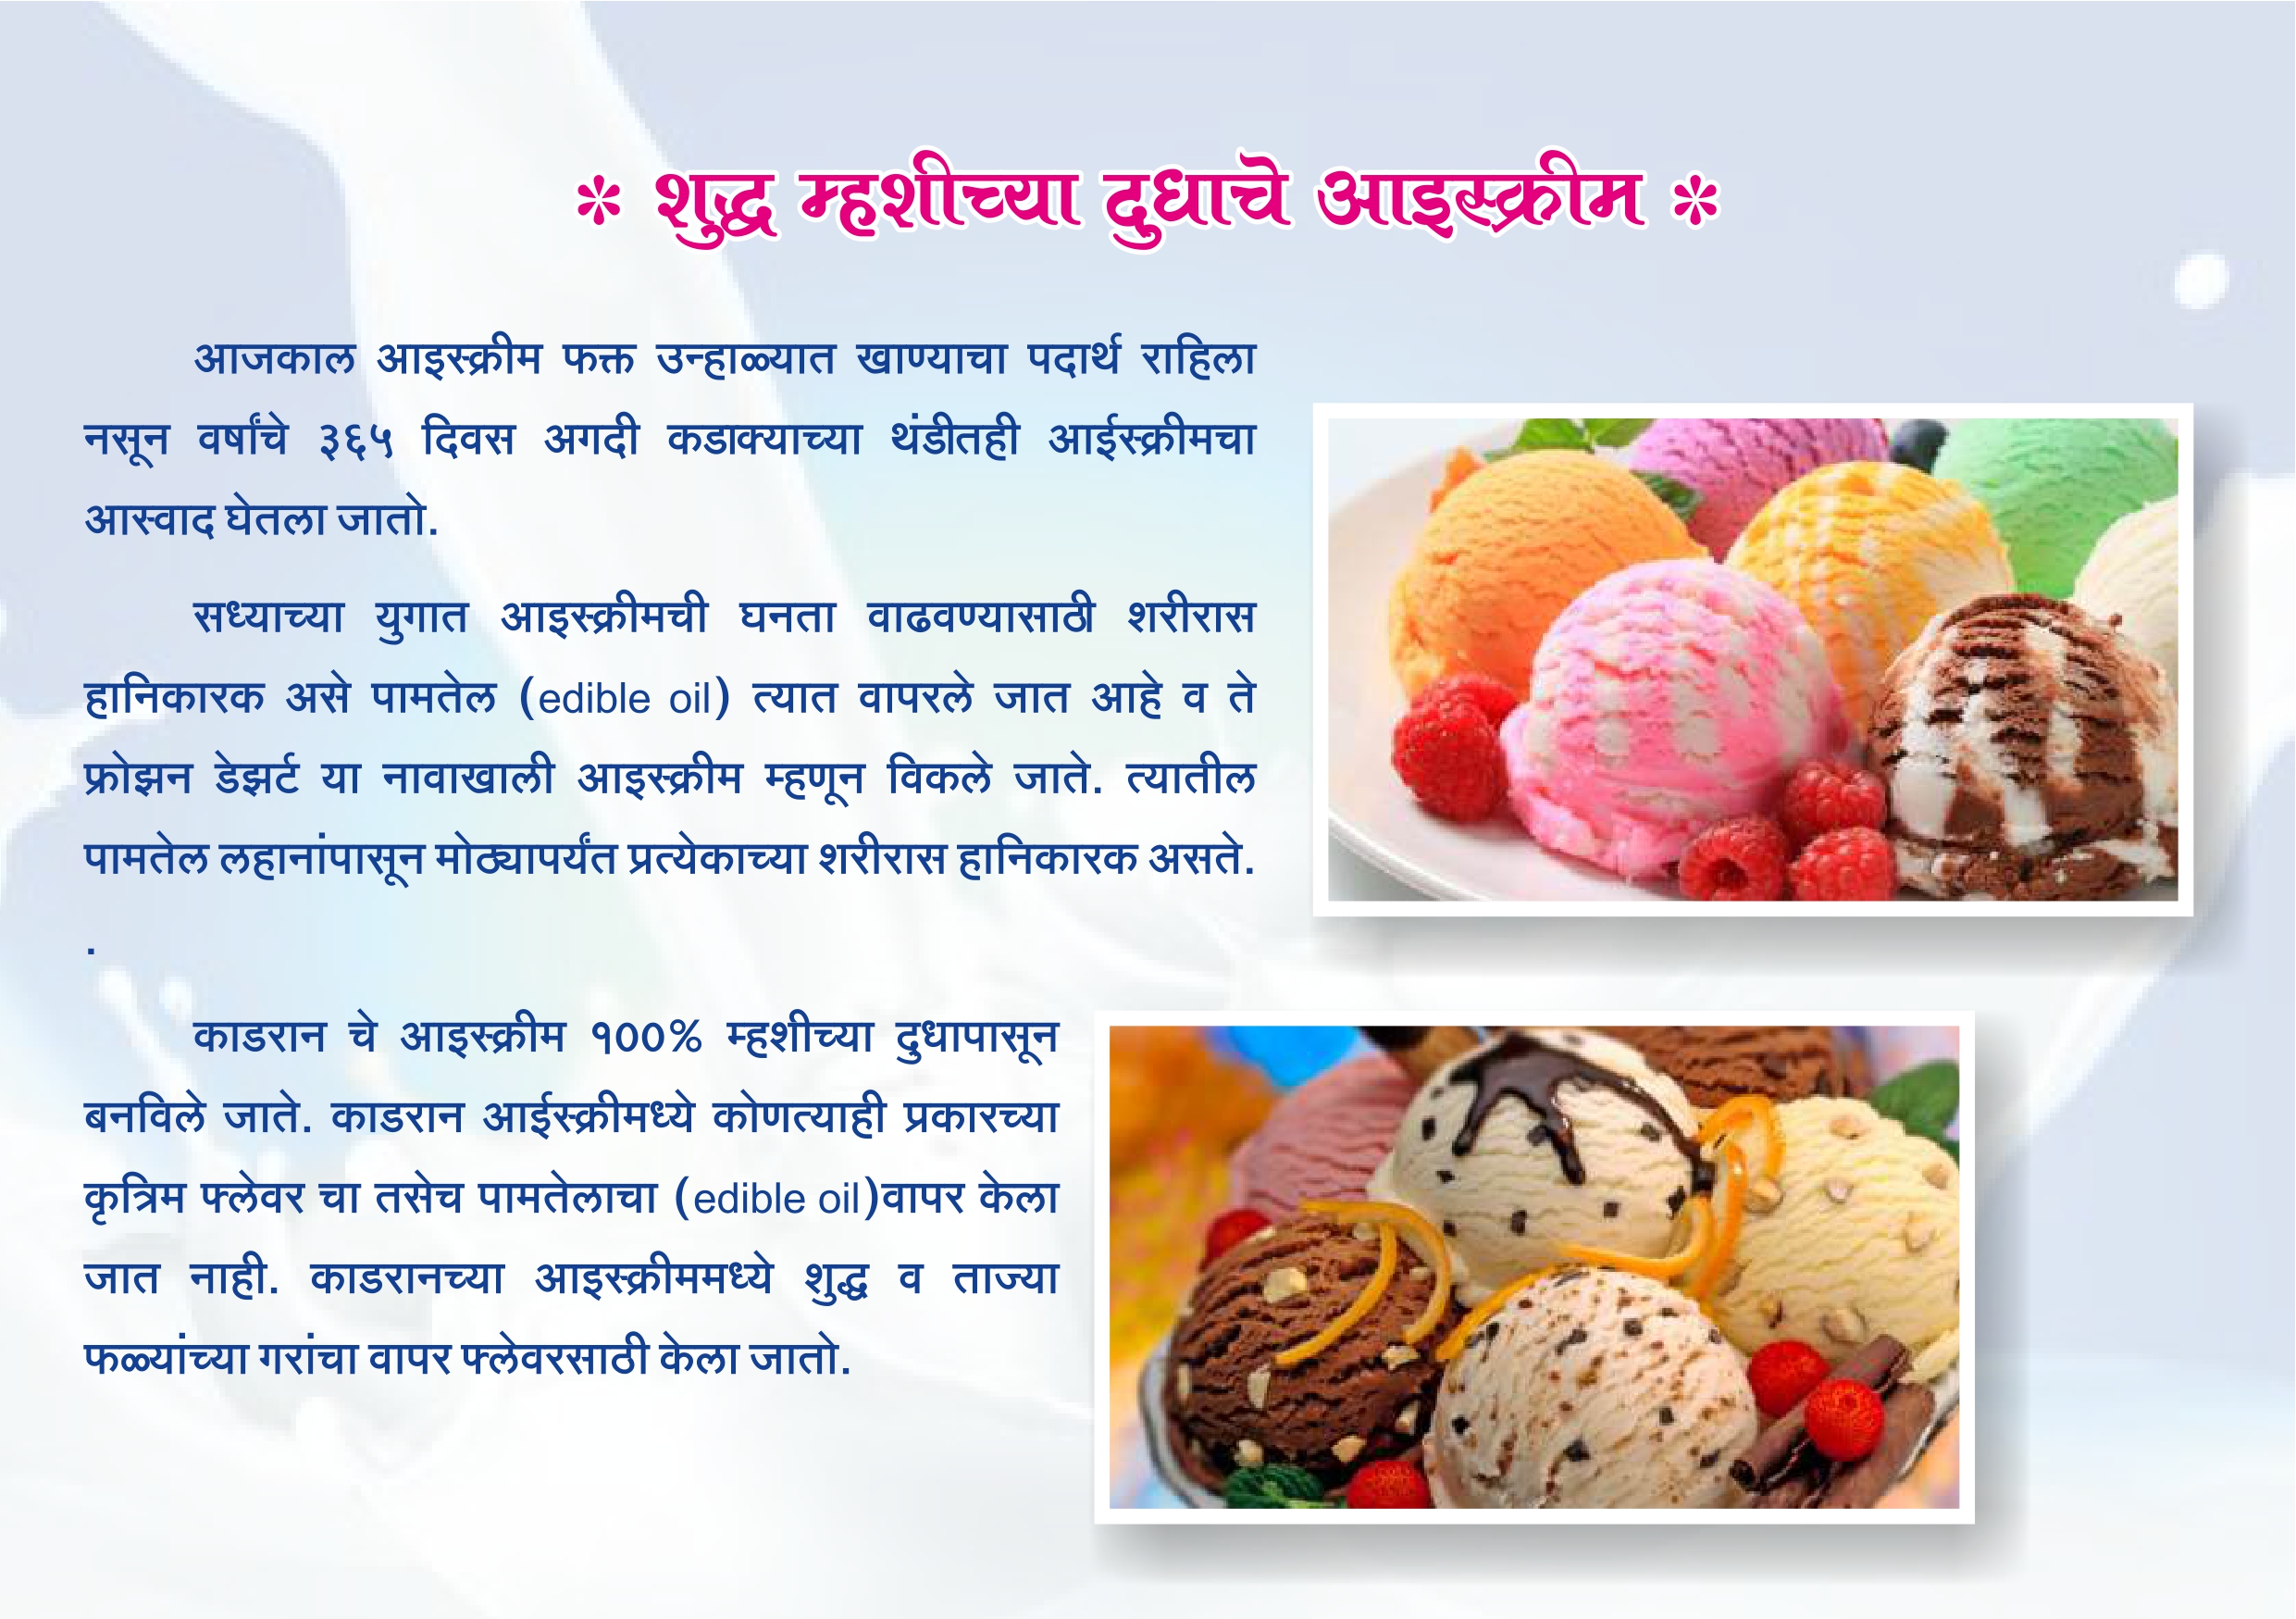 * शुद्ध म्हशीच्या दुधाचे आइस्क्रीम *
आजकाल आइस्क्रीम फक्त उन्हाळ्यात खाण्याचा पदार्थ राहिला
नसून वर्षांचे ३६५ दिवस अगदी कडाक्याच्या थंडीतही आईस्क्रीमचा
आस्वाद घेतला जातो.
सध्याच्या युगात आइस्क्रीमची घनता वाढवण्यासाठी शरीरास
हानिकारक असे पामतेल (edible oil) त्यात वापरले जात आहे व ते
फ्रोझन डेझर्ट या नावाखाली आइस्क्रीम म्हणून विकले जाते. त्यातील
पामतेल लहानांपासून मोठ्यापर्यंत प्रत्येकाच्या शरीरास हानिकारक असते.
.
काडरान चे आइस्क्रीम १००% म्हशीच्या दुधापासून
बनविले जाते. काडरान आईस्क्रीमध्ये कोणत्याही प्रकारच्या
कृत्रिम फ्लेवर चा तसेच पामतेलाचा (edible oil)वापर केला
जात नाही. काडरानच्या आइस्क्रीममध्ये शुद्ध व ताज्या
फळ्यांच्या गरांचा वापर फ्लेवरसाठी केला जातो.